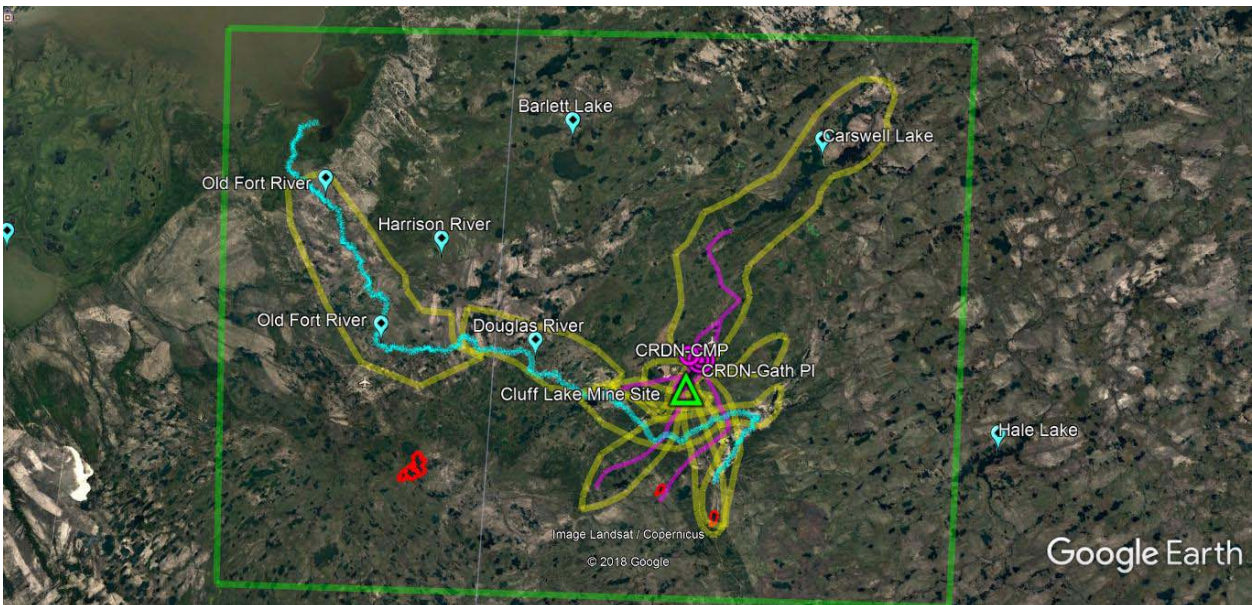 Barlett Lake
Carswell Lake
Old Fort River
Harrison River
Old Fort River
Douglas River
CRDN-CMP
CRDN-Gath Pl
Cluff Lake Mine Site
Hale Lake
Image Landsat / Copernicus
© 2018 Google
Google Earth